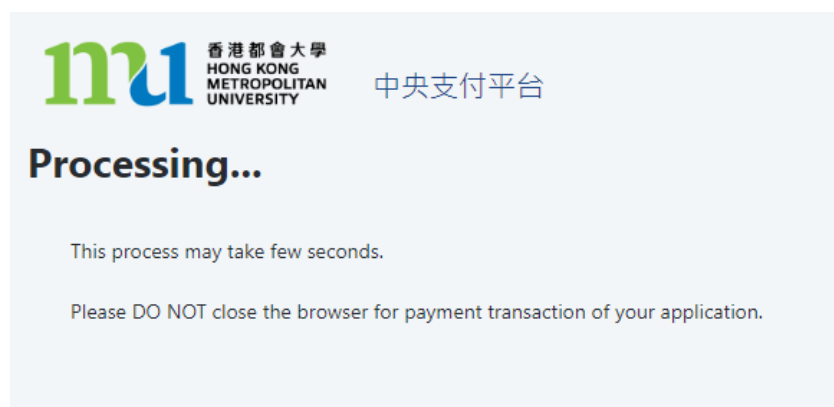 香港都會大學
HONG KONG
METROPOLITAN
UNIVERSITY
中央支付平台
Processing...
This process may take few seconds.
Please DO NOT close the browser for payment transaction of your application.